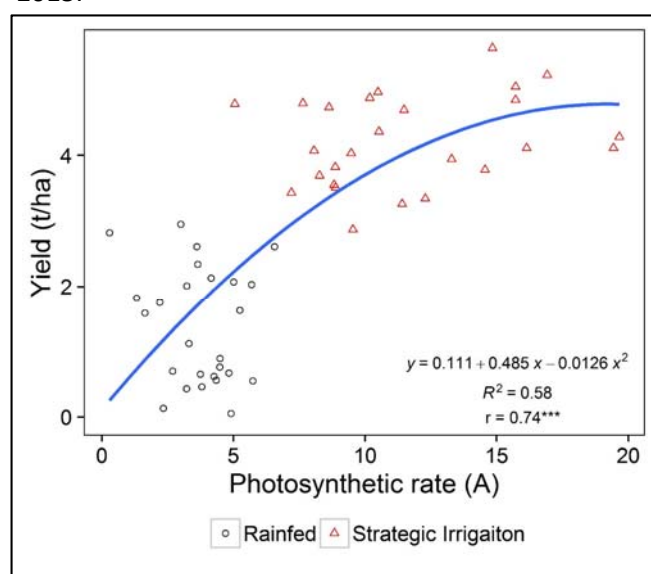 2015.
Yield (t/ha)
4
2
0
y = 0.111 + 0.485 x − 0.0126 x²
R² = 0.58
r = 0.74***
0 5 10 15 20
Photosynthetic rate (A)
Rainfed Strategic Irrigaiton